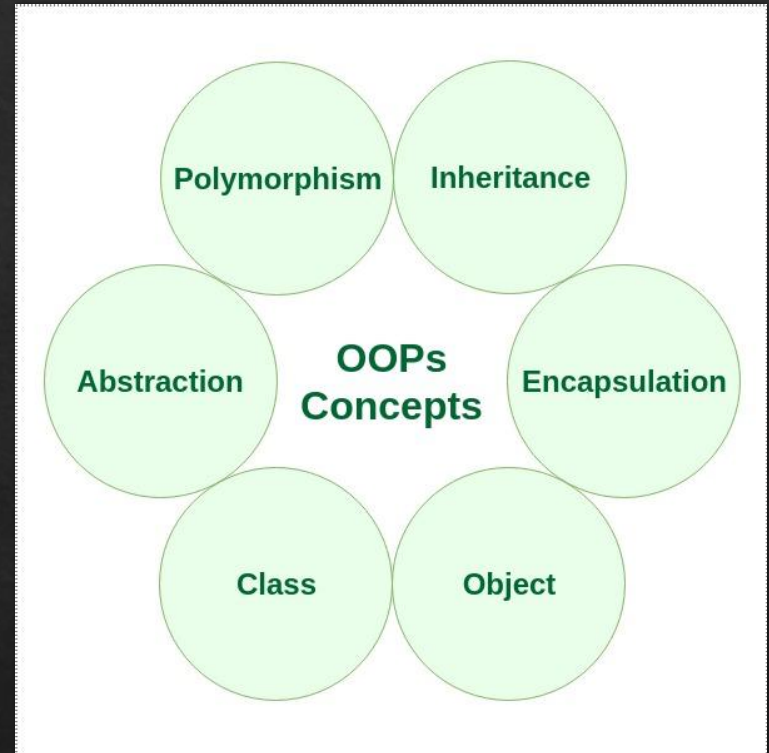 Polymorphism
Inheritance
Abstraction
OOPs
Concepts
Encapsulation
Class
Object